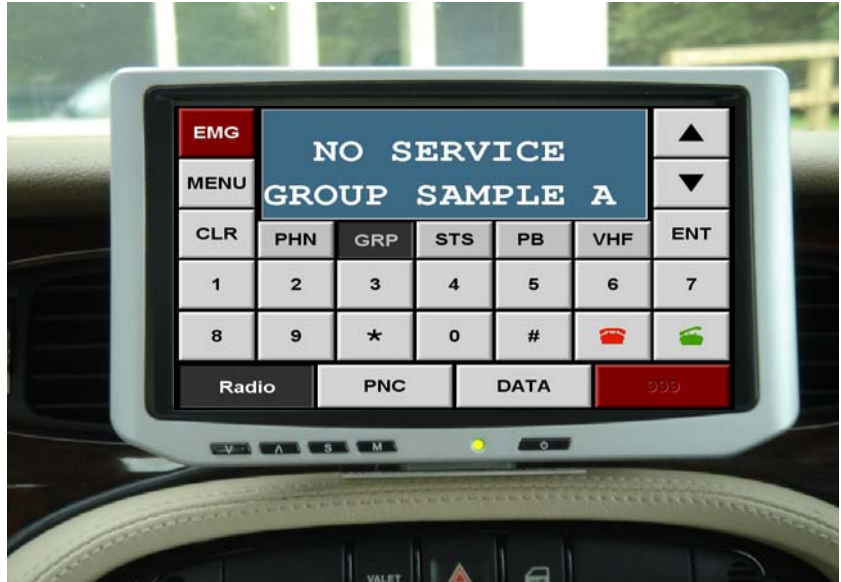 EMG
NO SERVICE
MENU
GROUP SAMPLE A
CLR PHN GRP STS PB VHF ENT
1 2 3 4 5 6 7
8 9 * 0 #
Radio PNC DATA 999
V Λ S M
VALET